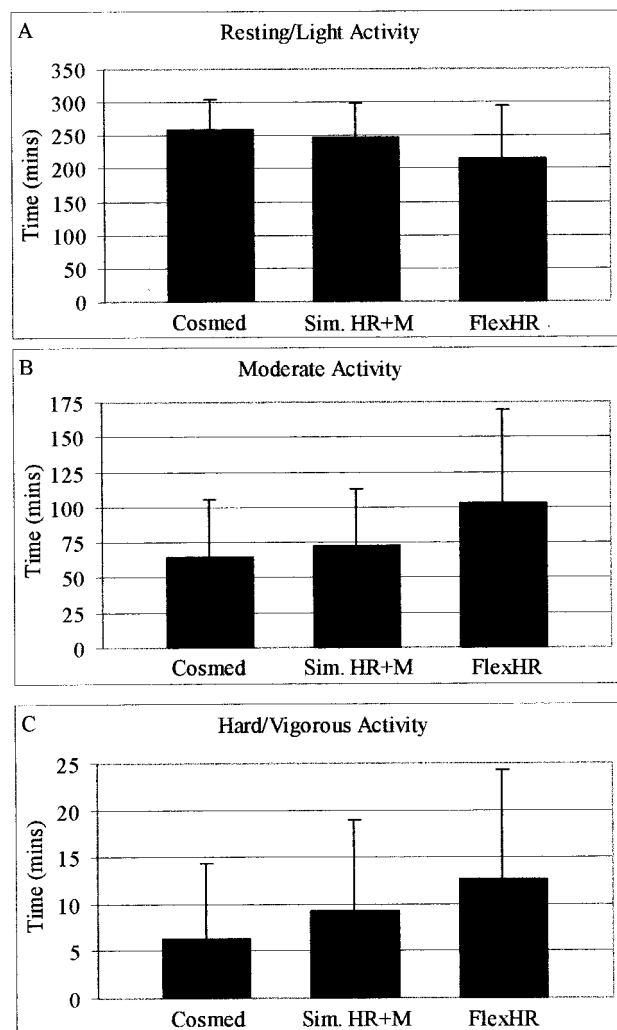 A
Resting/Light Activity
350
300
250
200
150
100
50
0
Time (mins)
Cosmed Sim. HR+M FlexHR
B
Moderate Activity
175
150
125
100
75
50
25
0
Time (mins)
Cosmed Sim. HR+M FlexHR
C
Hard/Vigorous Activity
25
20
15
10
5
0
Time (mins)
Cosmed Sim. HR+M FlexHR